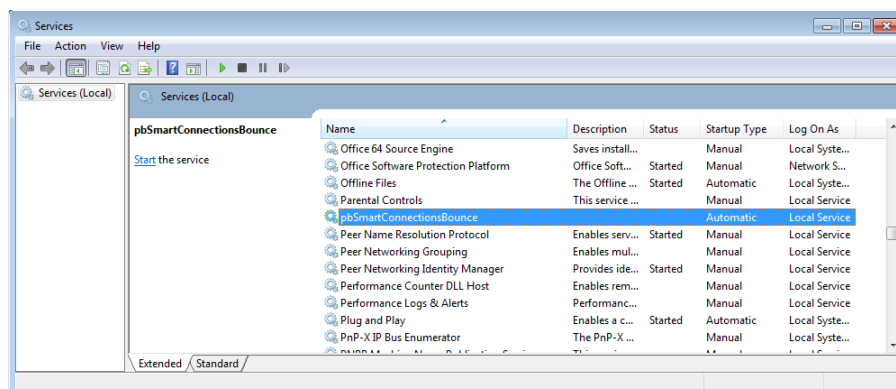 Services
File Action View Help
Services (Local)
Services (Local)
pbSmartConnectionsBounce
Start the service
Name Description Status Startup Type Log On As
Office 64 Source Engine Saves install... Manual Local Syste...
Office Software Protection Platform Office Soft... Started Manual Network S...
Offline Files The Offline ... Started Automatic Local Syste...
Parental Controls This service ... Manual Local Service
pbSmartConnectionsBounce Automatic Local Service
Peer Name Resolution Protocol Enables serv... Started Manual Local Service
Peer Networking Grouping Enables mul... Manual Local Service
Peer Networking Identity Manager Provides ide... Started Manual Local Service
Performance Counter DLL Host Enables rem... Manual Local Service
Performance Logs & Alerts Performanc... Manual Local Service
Plug and Play Enables a c... Started Automatic Local Syste...
PnP-X IP Bus Enumerator The PnP-X ... Manual Local Syste...
Extended Standard